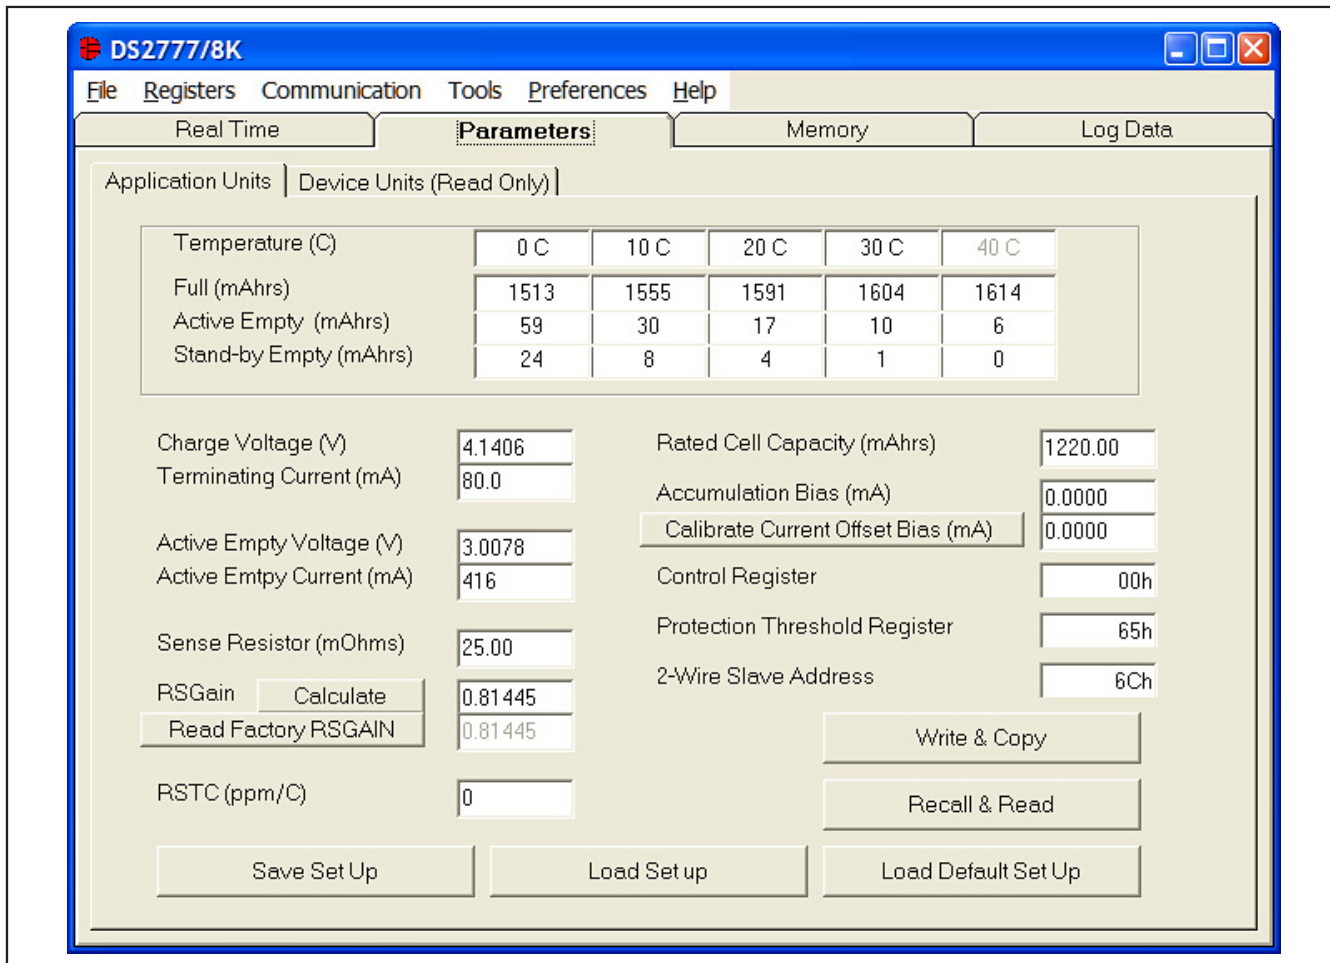 DS2777/8K
File Registers Communication Tools Preferences Help
Real Time Parameters Memory Log Data
Application Units Device Units (Read Only)
Temperature (C) 0 C 10 C 20 C 30 C 40 C
Full (mAhrs) 1513 1555 1591 1604 1614
Active Empty (mAhrs) 59 30 17 10 6
Stand-by Empty (mAhrs) 24 8 4 1 0
Charge Voltage (V) 4.1406 Rated Cell Capacity (mAhrs) 1220.00
Terminating Current (mA) 80.0
Accumulation Bias (mA) 0.0000
Calibrate Current Offset Bias (mA) 0.0000
Active Empty Voltage (V) 3.0078
Active Emtpy Current (mA) 416 Control Register 00h
Protection Threshold Register 65h
Sense Resistor (mOhms) 25.00
2-Wire Slave Address 6Ch
RSGain Calculate 0.81445
Read Factory RSGAIN 0.81445 Write & Copy
RSTC (ppm/C) 0 Recall & Read
Save Set Up Load Set up Load Default Set Up